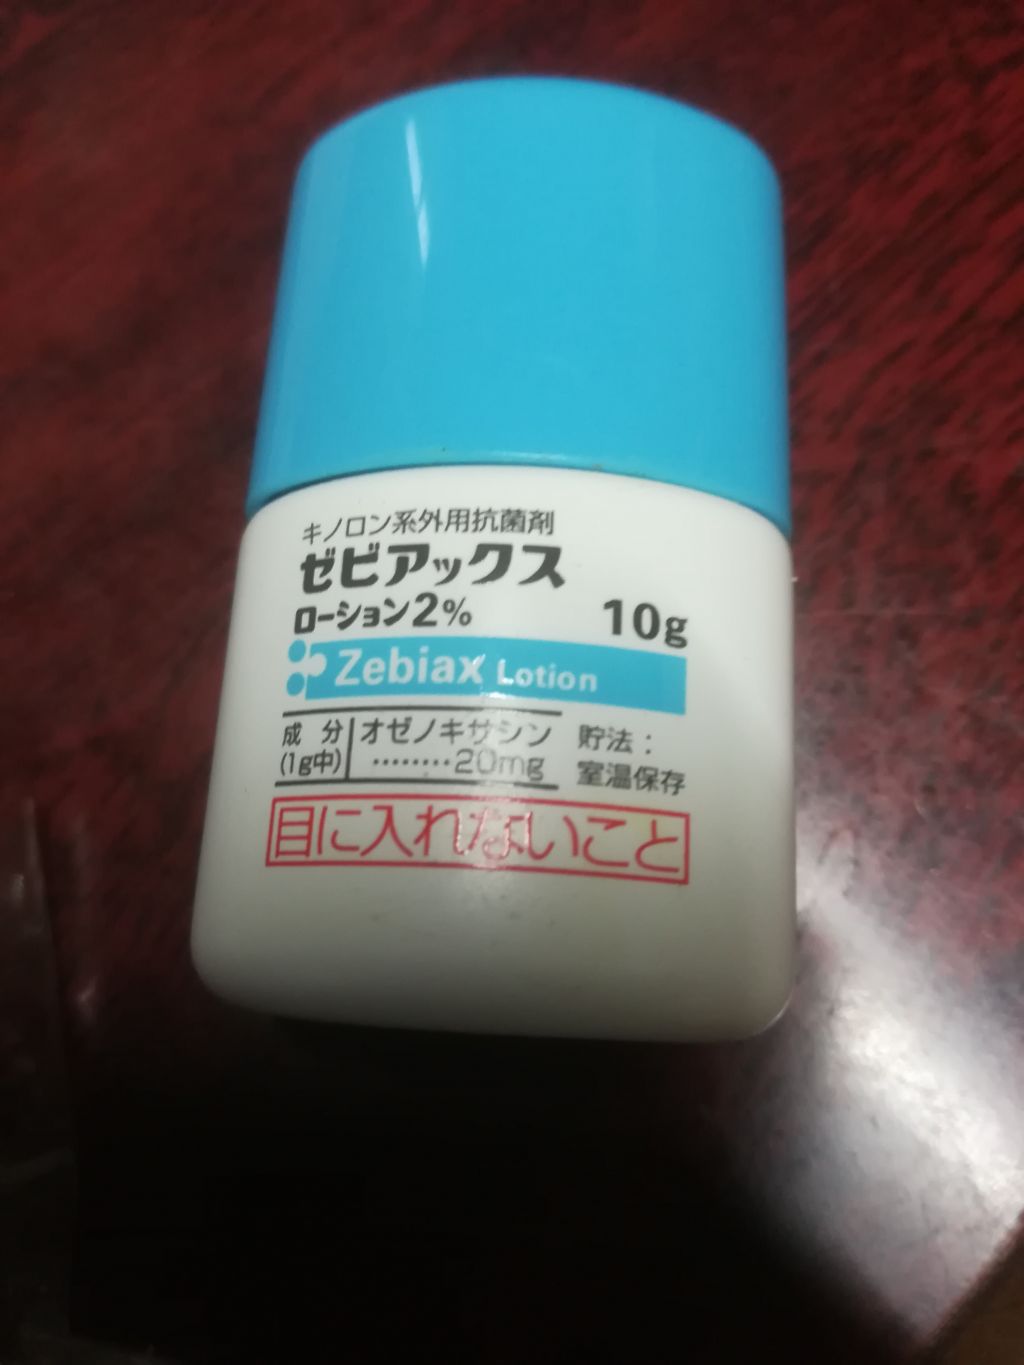 キノロン系外用抗菌剤
ゼビアックス
ローション2% 10g
Zebiax Lotion
成分 オゼノキサシン 貯法：
(1g中) ………20mg 室温保存
目に入れないこと